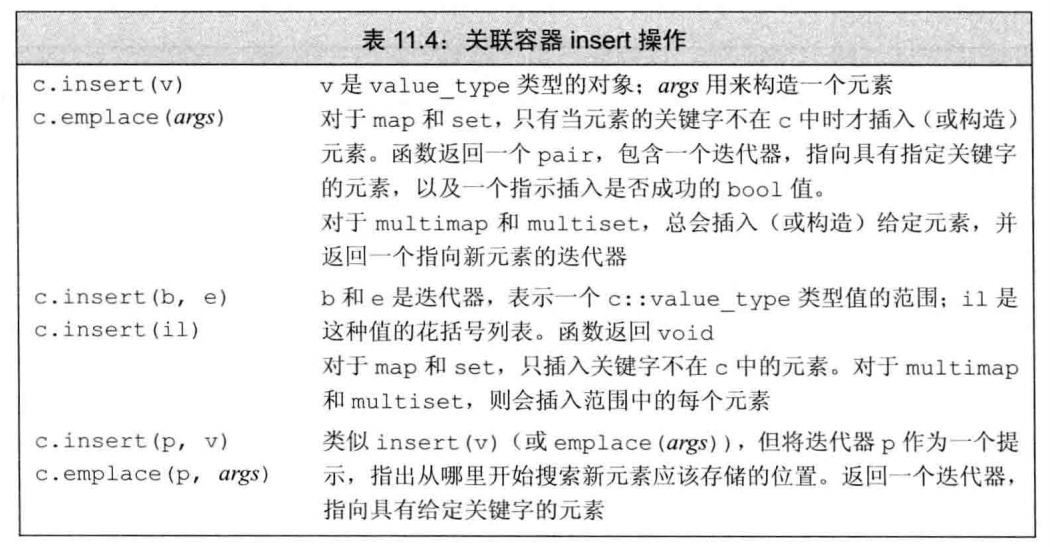 表 11.4：关联容器 insert 操作
c.insert(v) v 是 value_type 类型的对象；args 用来构造一个元素
c.emplace(args) 对于 map 和 set，只有当元素的关键字不在 c 中时才插入（或构造）
元素。函数返回一个 pair，包含一个迭代器，指向具有指定关键字
的元素，以及一个指示插入是否成功的 bool 值。
对于 multimap 和 multiset，总会插入（或构造）给定元素，并
返回一个指向新元素的迭代器
c.insert(b, e) b 和 e 是迭代器，表示一个 c::value_type 类型值的范围；il 是
c.insert(il) 这种值的花括号列表。函数返回 void
对于 map 和 set，只插入关键字不在 c 中的元素。对于 multimap
和 multiset，则会插入范围中的每个元素
c.insert(p, v) 类似 insert(v)（或 emplace(args)），但将迭代器 p 作为一个提
c.emplace(p, args) 示，指出从哪里开始搜索新元素应该存储的位置。返回一个迭代器，
指向具有给定关键字的元素